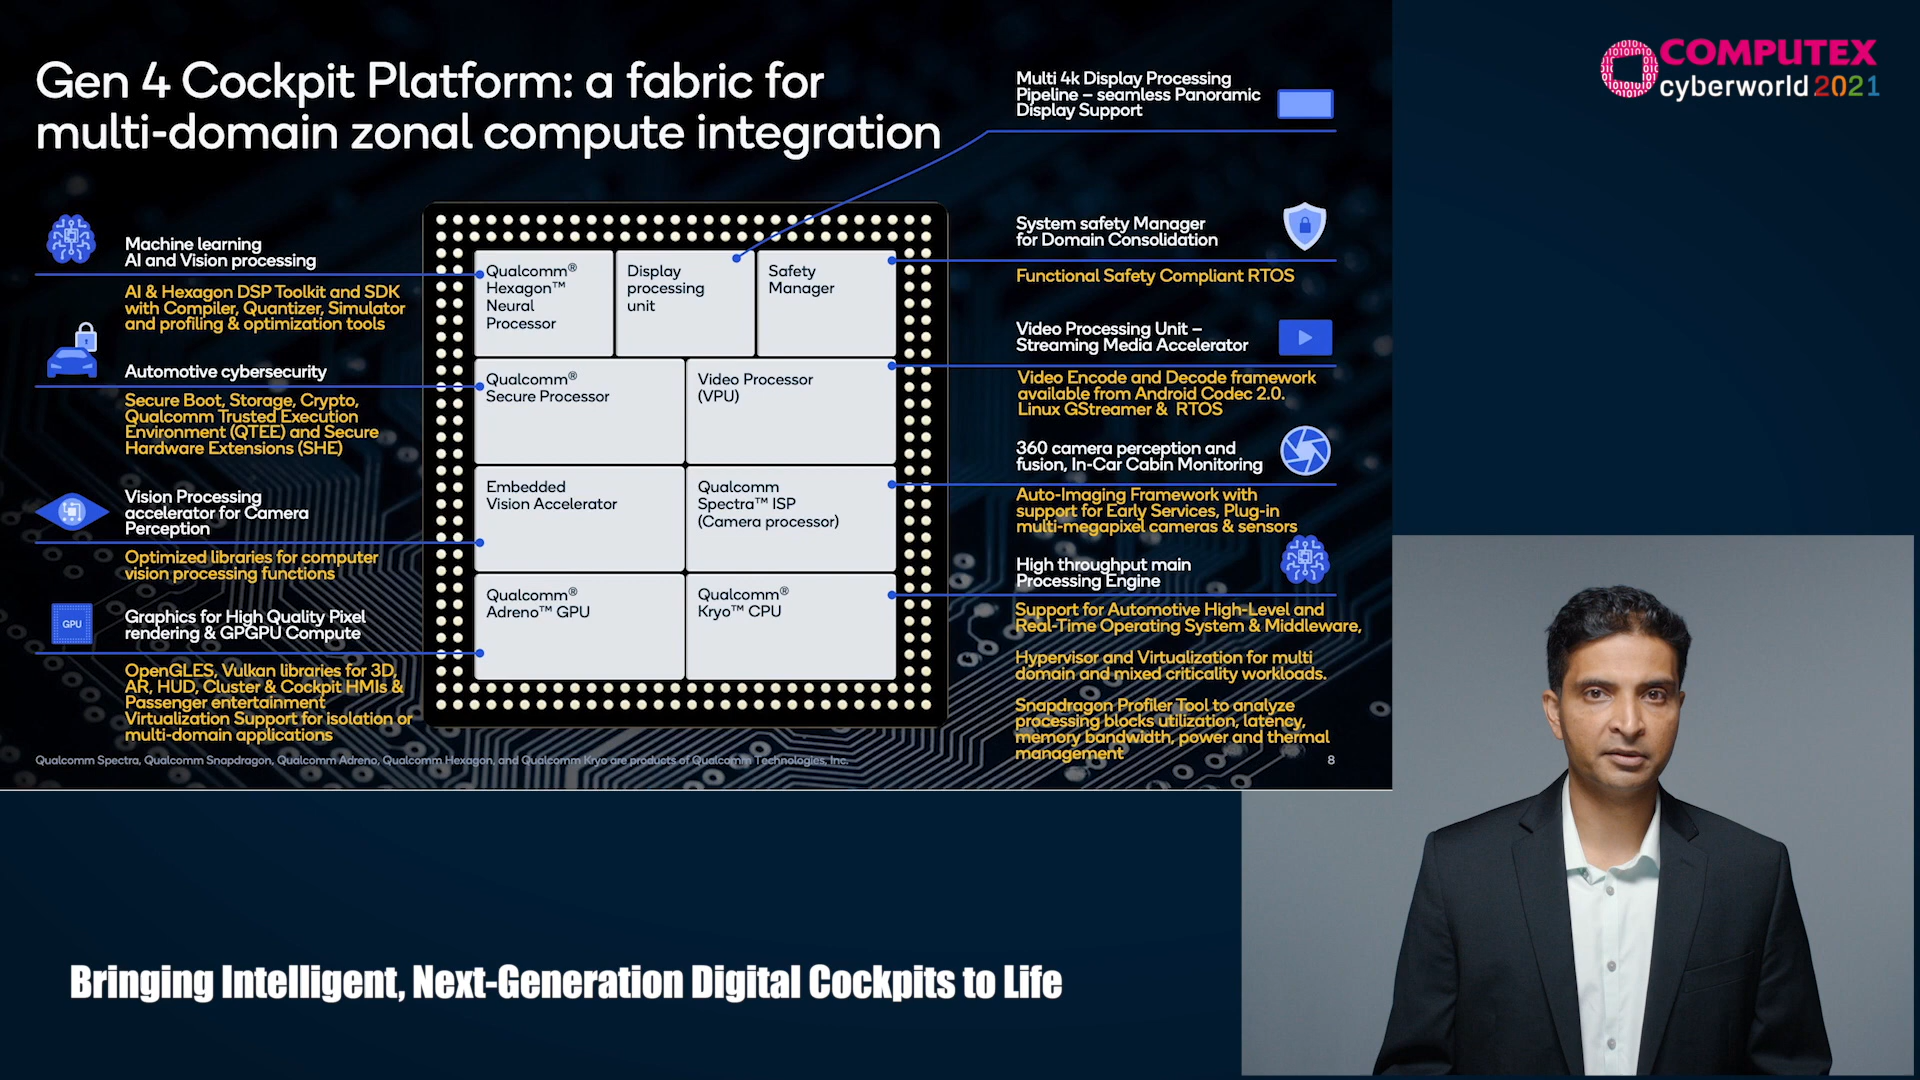 Gen 4 Cockpit Platform: a fabric for
multi-domain zonal compute integration
Machine learning
AI and Vision processing
AI & Hexagon DSP Toolkit and SDK
with Compiler, Quantizer, Simulator
and profiling & optimization tools
Automotive cybersecurity
Secure Boot, Storage, Crypto,
Qualcomm Trusted Execution
Environment (QTEE) and Secure
Hardware Extensions (SHE)
Vision Processing
accelerator for Camera
Perception
Optimized libraries for computer
vision processing functions
GPU
Graphics for High Quality Pixel
rendering & GPGPU Compute
OpenGLES, Vulkan libraries for 3D,
AR, HUD, Cluster & Cockpit HMIs &
Passenger entertainment
Virtualization Support for isolation or
multi-domain applications
Qualcomm®
Hexagon™
Neural
Processor
Display
processing
unit
Safety
Manager
Qualcomm®
Secure Processor
Video Processor
(VPU)
Embedded
Vision Accelerator
Qualcomm
Spectra™ ISP
(Camera processor)
Qualcomm®
Adreno™ GPU
Qualcomm®
Kryo™ CPU
Multi 4k Display Processing
Pipeline – seamless Panoramic
Display Support
System safety Manager
for Domain Consolidation
Functional Safety Compliant RTOS
Video Processing Unit –
Streaming Media Accelerator
Video Encode and Decode framework
available from Android Codec 2.0.
Linux GStreamer & RTOS
360 camera perception and
fusion, In-Car Cabin Monitoring
Auto-Imaging Framework with
support for Early Services, Plug-in
multi-megapixel cameras & sensors
High throughput main
Processing Engine
Support for Automotive High-Level and
Real-Time Operating System & Middleware,
Hypervisor and Virtualization for multi
domain and mixed criticality workloads.
Snapdragon Profiler Tool to analyze
processing blocks utilization, latency,
memory bandwidth, power and thermal
management
Qualcomm Spectra, Qualcomm Snapdragon, Qualcomm Adreno, Qualcomm Hexagon, and Qualcomm Kryo are products of Qualcomm Technologies, Inc.
8
COMPUTEX
cyberworld 2021
Bringing Intelligent, Next-Generation Digital Cockpits to Life